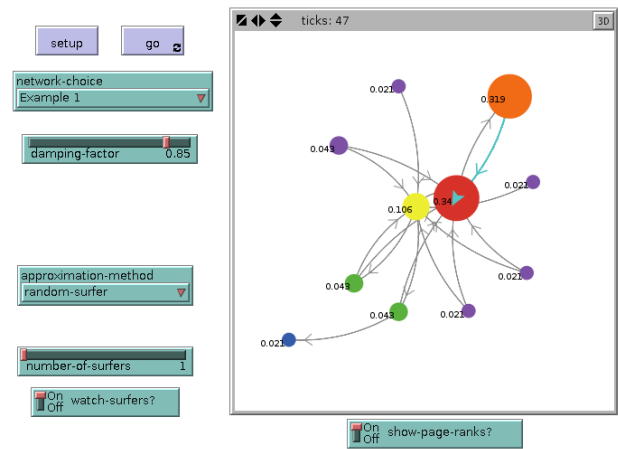 ticks: 47
3D
setup
go
network-choice
Example 1
damping-factor 0.85
approximation-method
random-surfer
number-of-surfers 1
On
Off
watch-surfers?
0.021
0.319
0.043
0.021
0.34
0.106
0.043
0.021
0.043
0.021
0.021
On
Off
show-page-ranks?